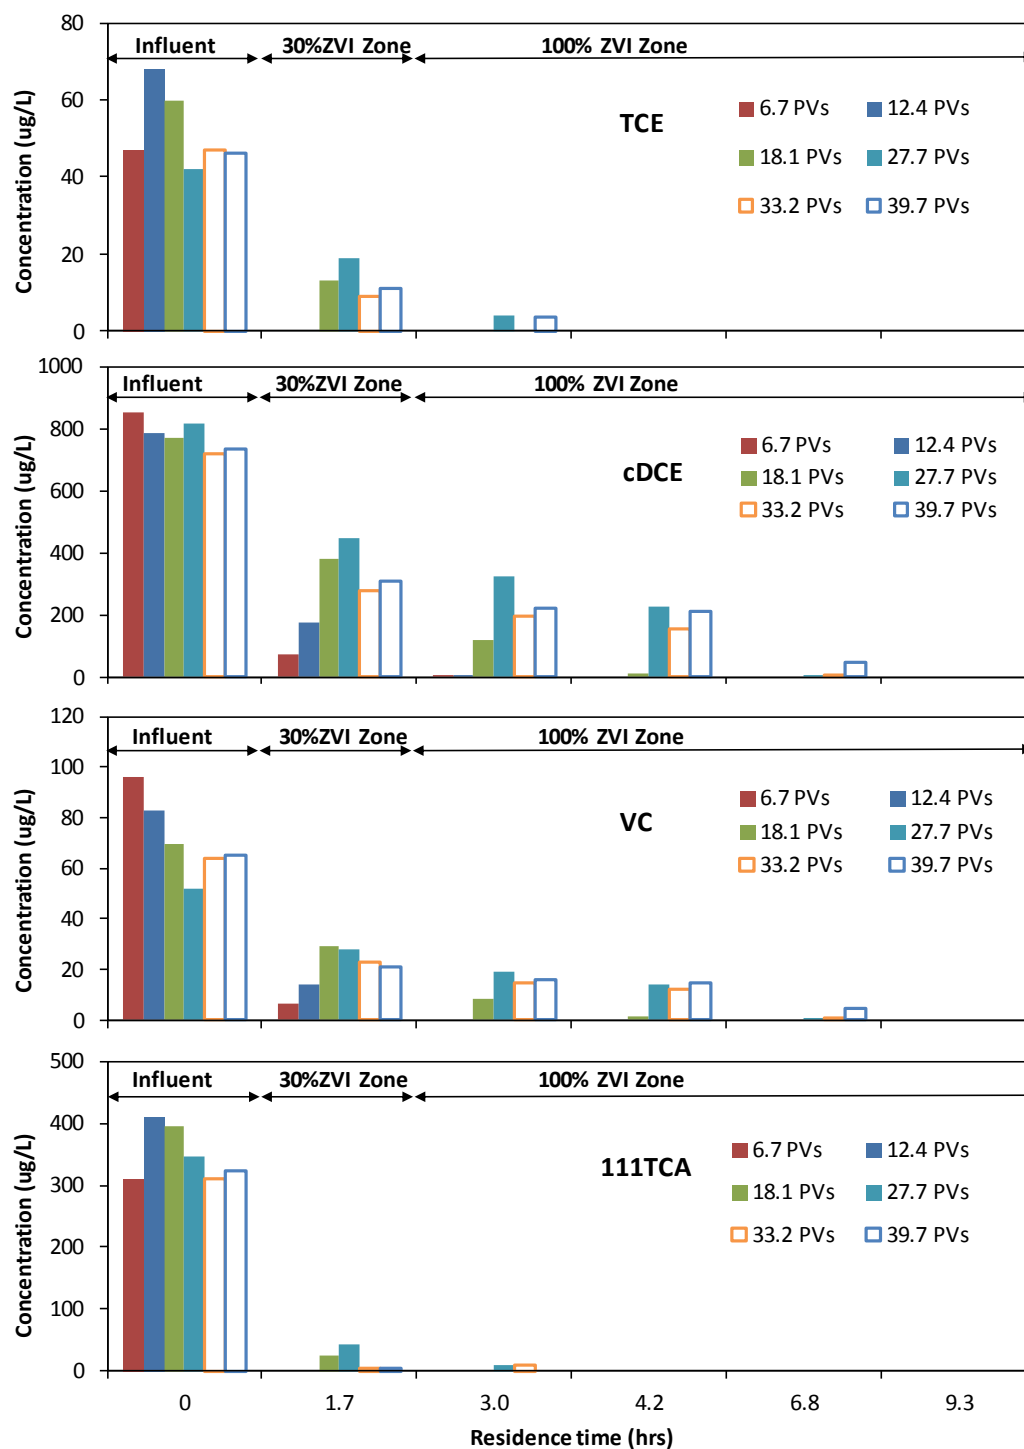 80
60
40
20
0
Concentration (ug/L)
Influent
30%ZVI Zone
100% ZVI Zone
TCE
6.7 PVs
12.4 PVs
18.1 PVs
27.7 PVs
33.2 PVs
39.7 PVs
1000
800
600
400
200
0
Concentration (ug/L)
Influent
30%ZVI Zone
100% ZVI Zone
cDCE
6.7 PVs
12.4 PVs
18.1 PVs
27.7 PVs
33.2 PVs
39.7 PVs
120
100
80
60
40
20
0
Concentration (ug/L)
Influent
30%ZVI Zone
100% ZVI Zone
VC
6.7 PVs
12.4 PVs
18.1 PVs
27.7 PVs
33.2 PVs
39.7 PVs
500
400
300
200
100
0
Concentration (ug/L)
Influent
30%ZVI Zone
100% ZVI Zone
111TCA
6.7 PVs
12.4 PVs
18.1 PVs
27.7 PVs
33.2 PVs
39.7 PVs
0
1.7
3.0
4.2
6.8
9.3
Residence time (hrs)